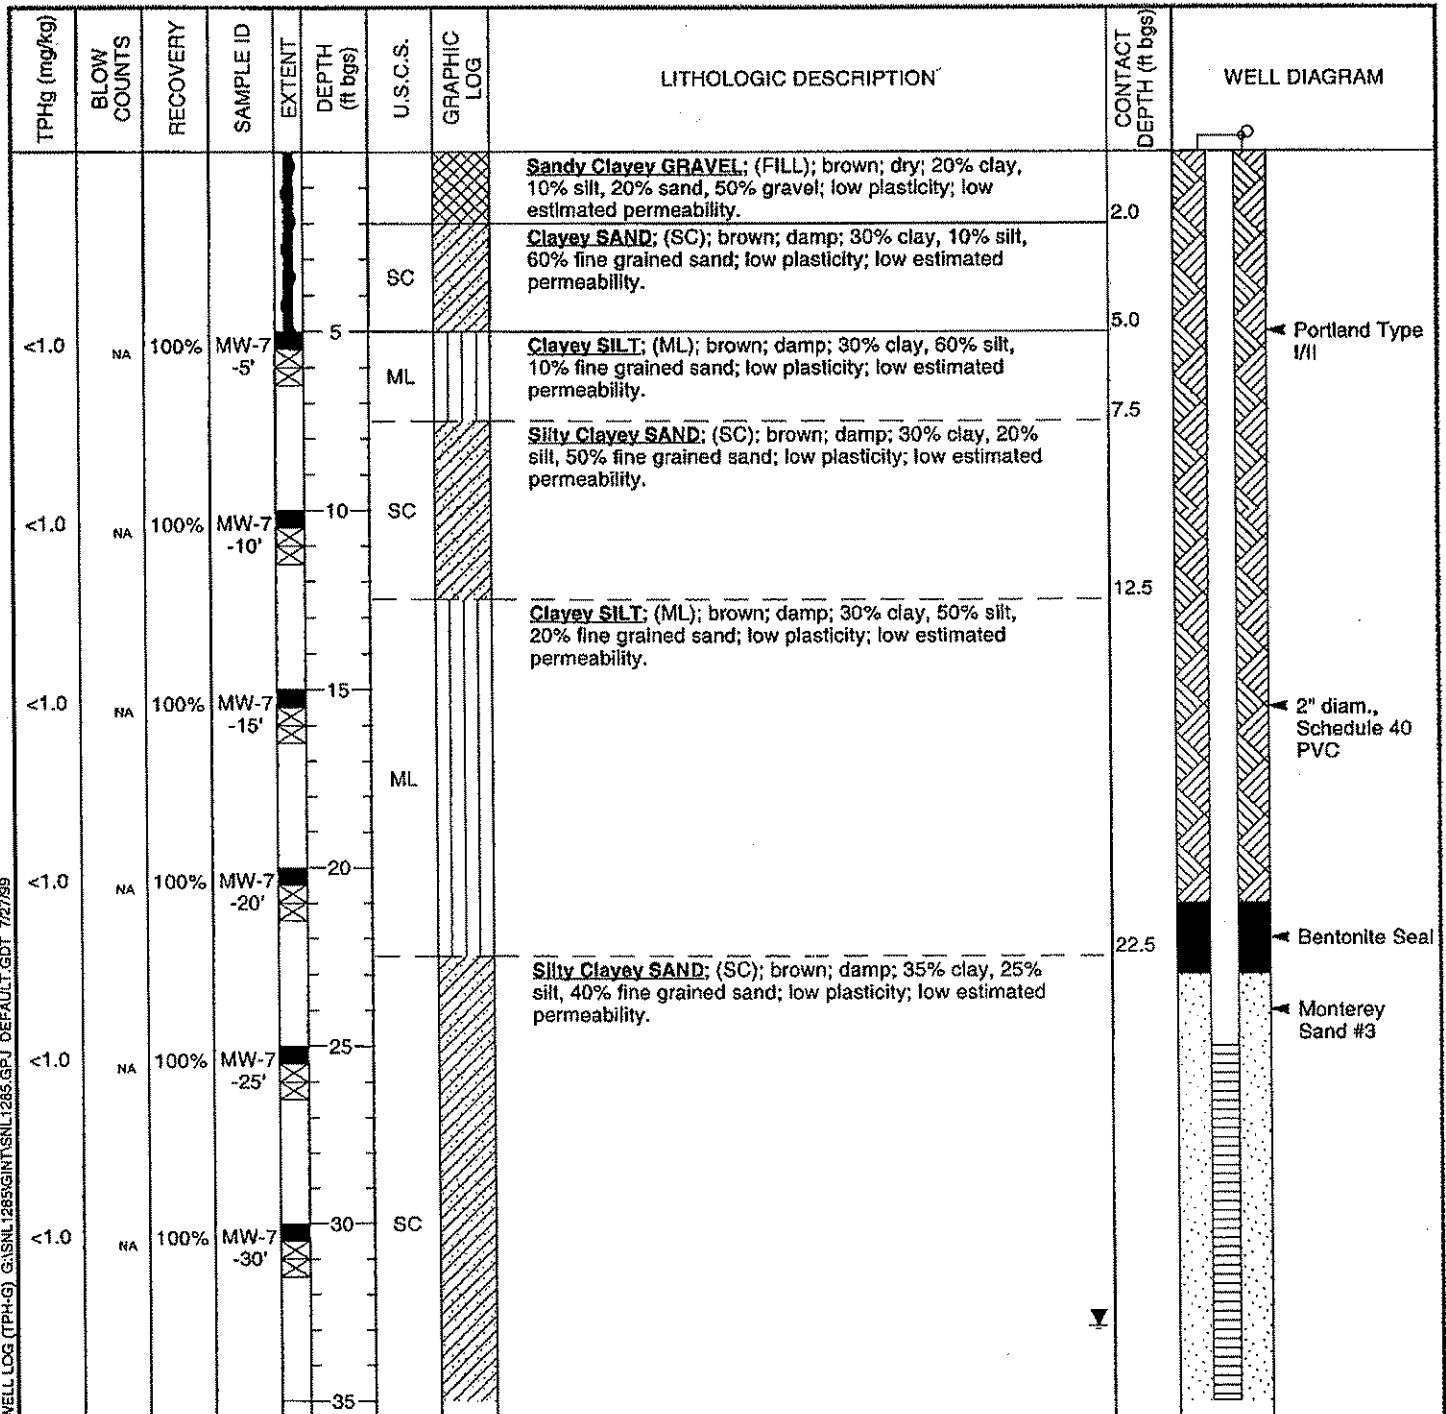 TPHg (mg/kg)
BLOW
COUNTS
RECOVERY
SAMPLE ID
EXTENT
DEPTH
(ft bgs)
U.S.C.S.
GRAPHIC
LOG
LITHOLOGIC DESCRIPTION
CONTACT
DEPTH (ft bgs)
WELL DIAGRAM
Sandy Clayey GRAVEL; (FILL); brown; dry; 20% clay,
10% silt, 20% sand, 50% gravel; low plasticity; low
estimated permeability.
2.0
Clayey SAND; (SC); brown; damp; 30% clay, 10% silt,
60% fine grained sand; low plasticity; low estimated
permeability.
SC
5.0
<1.0
NA
100%
MW-7
-5'
5
Clayey SILT; (ML); brown; damp; 30% clay, 60% silt,
10% fine grained sand; low plasticity; low estimated
permeability.
ML
Portland Type
I/II
7.5
Silty Clayey SAND; (SC); brown; damp; 30% clay, 20%
silt, 50% fine grained sand; low plasticity; low estimated
permeability.
<1.0
NA
100%
MW-7
-10'
10
SC
12.5
Clayey SILT; (ML); brown; damp; 30% clay, 50% silt,
20% fine grained sand; low plasticity; low estimated
permeability.
<1.0
NA
100%
MW-7
-15'
15
2" diam.,
Schedule 40
PVC
ML
<1.0
NA
100%
MW-7
-20'
20
22.5
Bentonite Seal
Silty Clayey SAND; (SC); brown; damp; 35% clay, 25%
silt, 40% fine grained sand; low plasticity; low estimated
permeability.
Monterey
Sand #3
<1.0
NA
100%
MW-7
-25'
25
<1.0
NA
100%
MW-7
-30'
30
SC
35
WELL LOG (TPH-G) G:\SNL1285\GINT\SNL1285.GPJ DEFAULT.GDT 7/27/99